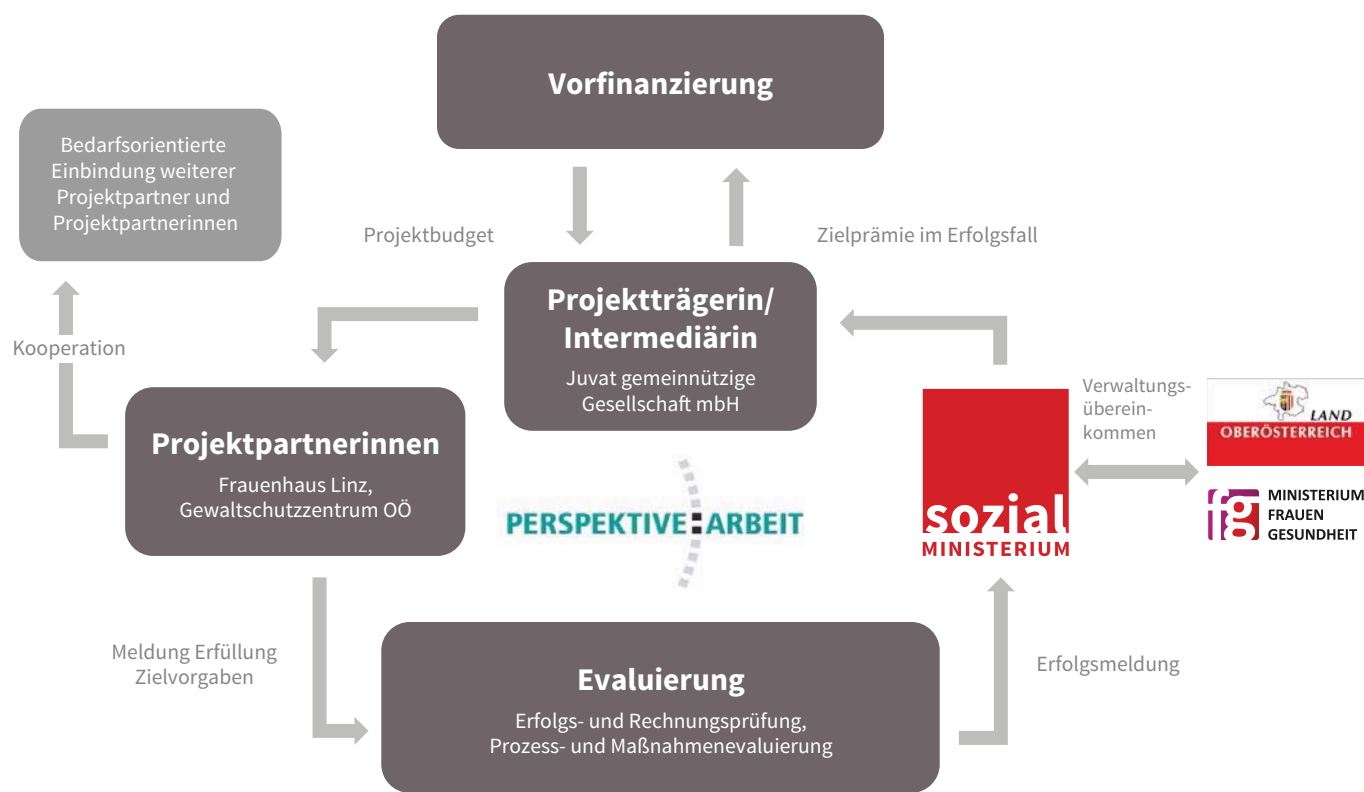 Vorfinanzierung
Bedarfsorientierte
Einbindung weiterer
Projektpartner und
Projektpartnerinnen
Projektbudget
Zielprämie im Erfolgsfall
Projektträgerin/
Intermediärin
Juvat gemeinnützige
Gesellschaft mbH
Kooperation
Projektpartnerinnen
Frauenhaus Linz,
Gewaltschutzzentrum OÖ
PERSPEKTIVE:ARBEIT
sozial
MINISTERIUM
Verwaltungs-
überein-
kommen
LAND
OBERÖSTERREICH
fg
MINISTERIUM
FRAUEN
GESUNDHEIT
Meldung Erfüllung
Zielvorgaben
Evaluierung
Erfolgs- und Rechnungsprüfung,
Prozess- und Maßnahmenevaluierung
Erfolgsmeldung